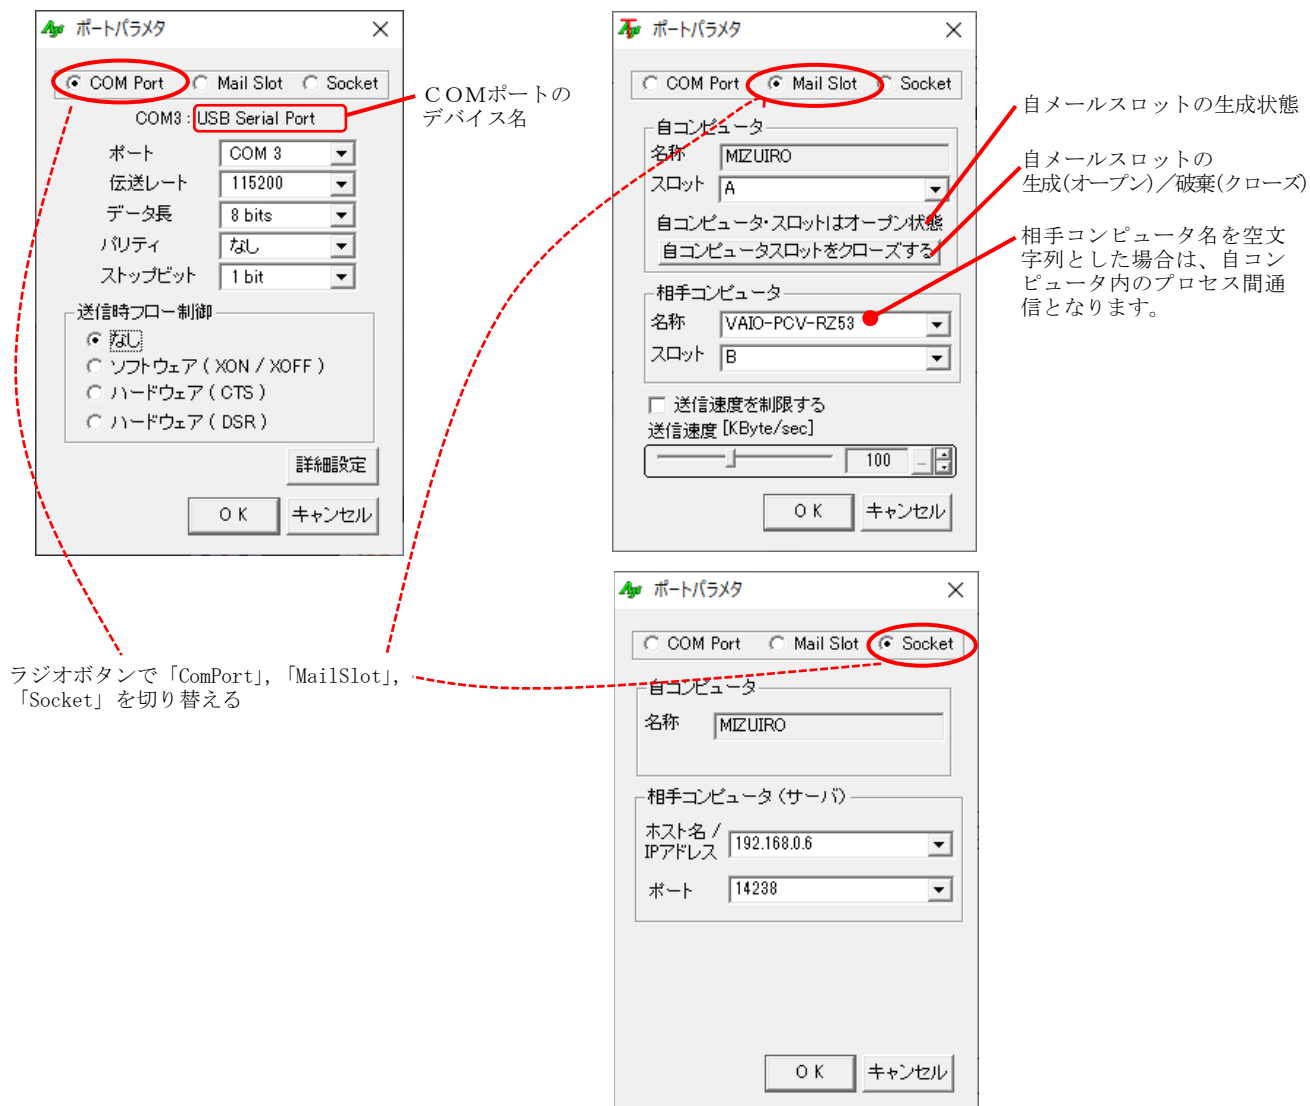 ポートパラメタ
COM Port Mail Slot Socket
COM3 : USB Serial Port
ポート COM 3
伝送レート 115200
データ長 8 bits
パリティ なし
ストップビット 1 bit
送信時フロー制御
なし
ソフトウェア ( XON / XOFF )
ハードウェア ( CTS )
ハードウェア ( DSR )
詳細設定
O K キャンセル
COMポートの
デバイス名
ポートパラメタ
COM Port Mail Slot Socket
自コンピュータ
名称 MIZUIRO
スロット A
自コンピュータ・スロットはオープン状態
自コンピュータスロットをクローズする
相手コンピュータ
名称 VAIO-PCV-RZ53
スロット B
送信速度を制限する
送信速度 [KByte/sec]
100 ...
O K キャンセル
自メールスロットの生成状態
自メールスロットの
生成(オープン)／破棄(クローズ)
相手コンピュータ名を空文
字列とした場合は、自コン
ピュータ内のプロセス間通
信となります。
ラジオボタンで「ComPort」,「MailSlot」,
「Socket」を切り替える
ポートパラメタ
COM Port Mail Slot Socket
自コンピュータ
名称 MIZUIRO
相手コンピュータ (サーバ)
ホスト名 /
IPアドレス 192.168.0.6
ポート 14238
O K キャンセル